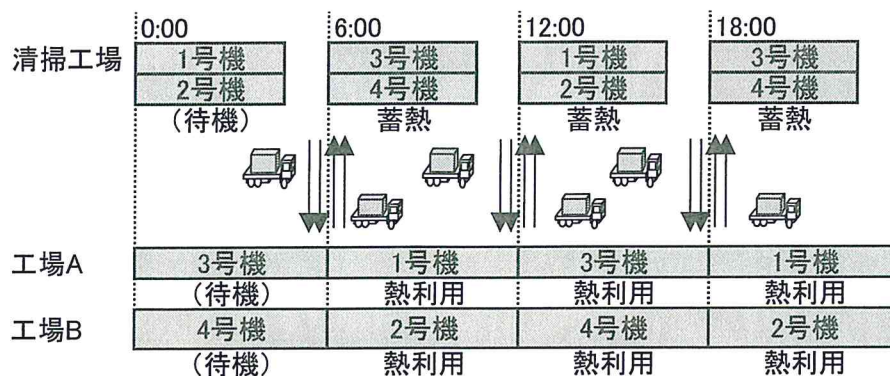 0:00 6:00 12:00 18:00
清掃工場 1号機 3号機 1号機 3号機
2号機 4号機 2号機 4号機
(待機) 蓄熱 蓄熱 蓄熱
工場A 3号機 1号機 3号機 1号機
(待機) 熱利用 熱利用 熱利用
工場B 4号機 2号機 4号機 2号機
(待機) 熱利用 熱利用 熱利用